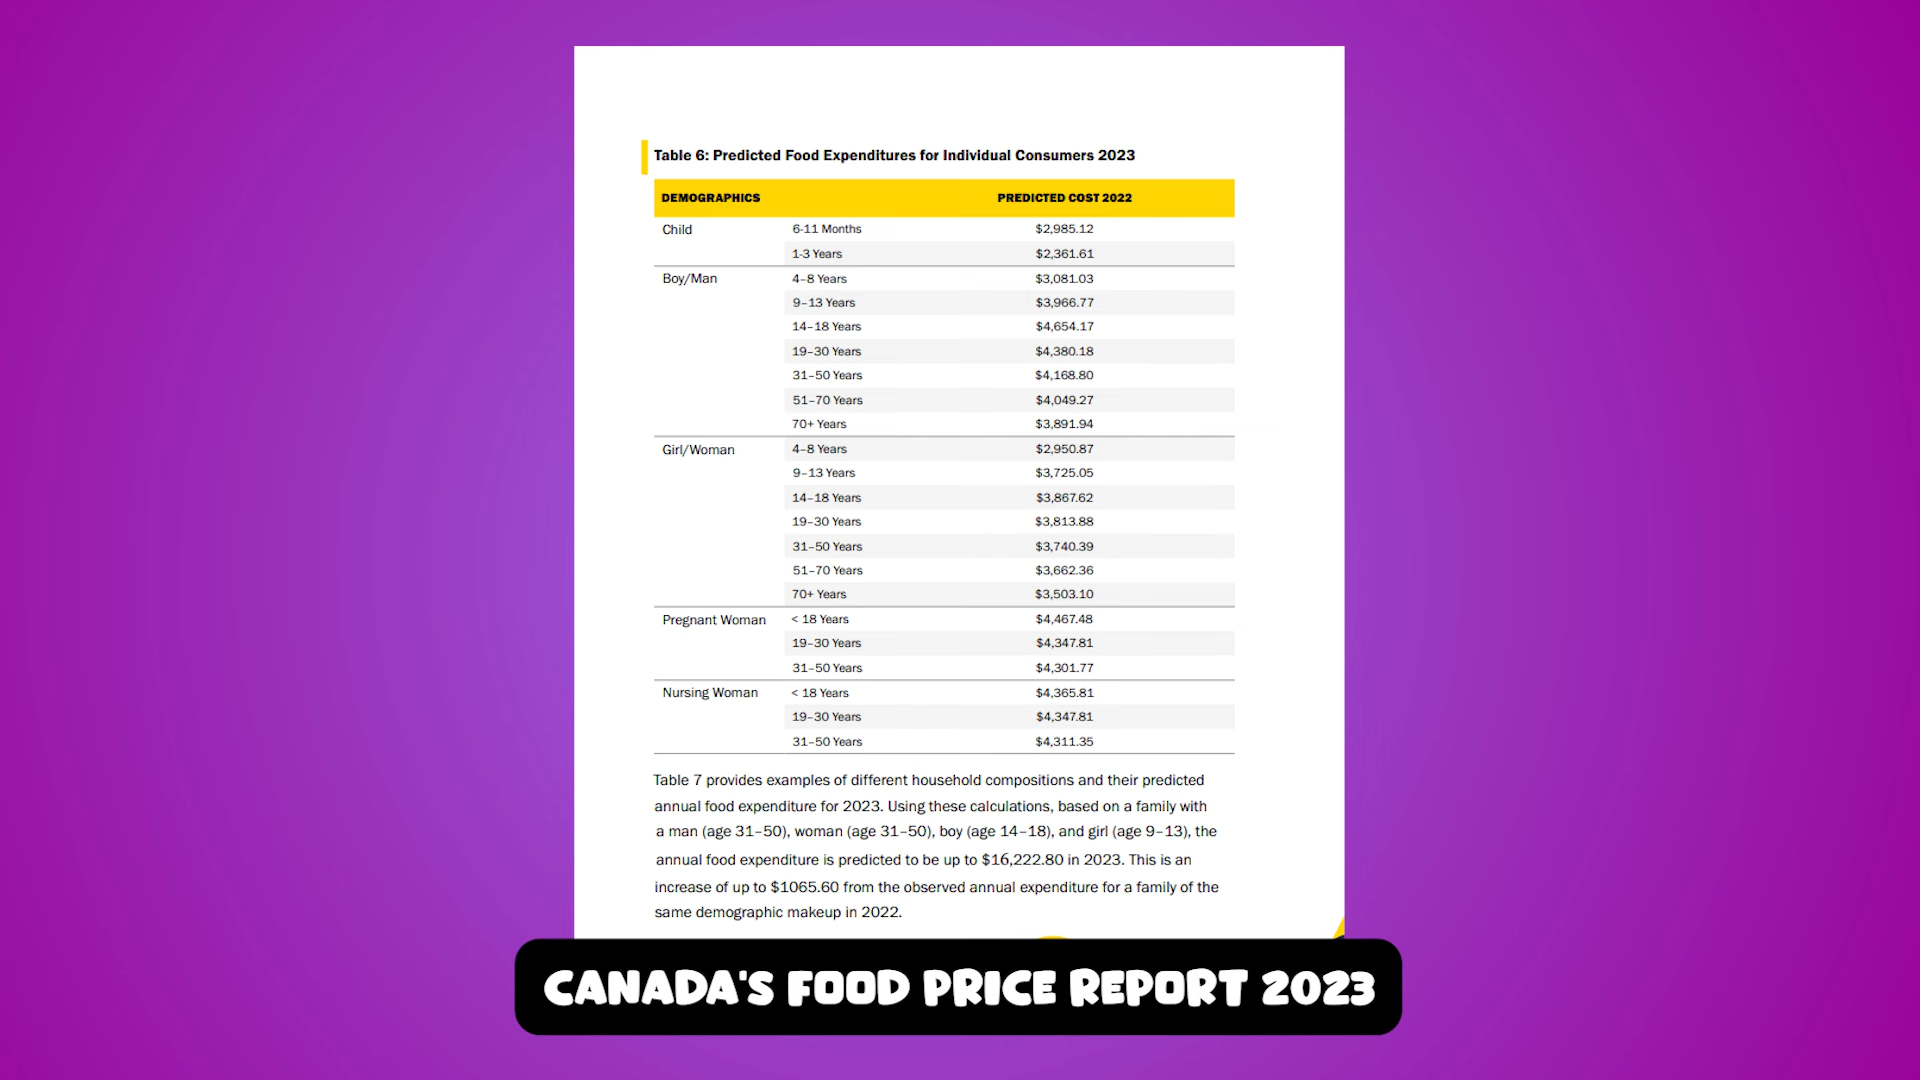 Table 6: Predicted Food Expenditures for Individual Consumers 2023
DEMOGRAPHICS PREDICTED COST 2022
Child 6-11 Months $2,985.12
1-3 Years $2,361.61
Boy/Man 4–8 Years $3,081.03
9–13 Years $3,966.77
14–18 Years $4,654.17
19–30 Years $4,380.18
31–50 Years $4,168.80
51–70 Years $4,049.27
70+ Years $3,891.94
Girl/Woman 4–8 Years $2,950.87
9–13 Years $3,725.05
14–18 Years $3,867.62
19–30 Years $3,813.88
31–50 Years $3,740.39
51–70 Years $3,662.36
70+ Years $3,503.10
Pregnant Woman < 18 Years $4,467.48
19–30 Years $4,347.81
31–50 Years $4,301.77
Nursing Woman < 18 Years $4,365.81
19–30 Years $4,347.81
31–50 Years $4,311.35
Table 7 provides examples of different household compositions and their predicted
annual food expenditure for 2023. Using these calculations, based on a family with
a man (age 31–50), woman (age 31–50), boy (age 14–18), and girl (age 9–13), the
annual food expenditure is predicted to be up to $16,222.80 in 2023. This is an
increase of up to $1065.60 from the observed annual expenditure for a family of the
same demographic makeup in 2022.
CANADA'S FOOD PRICE REPORT 2023